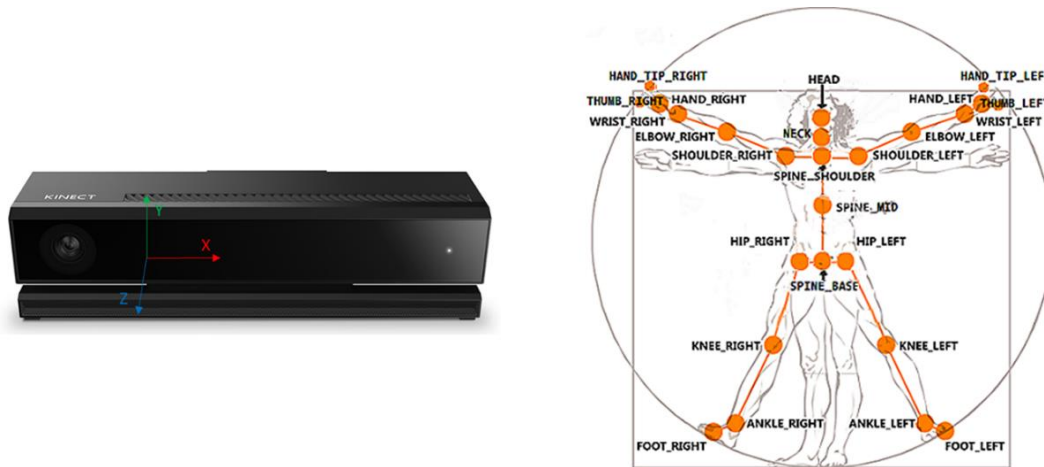 KINECT
Y
X
Z
HEAD
HAND_TIP_RIGHT
HAND_TIP_LEFT
THUMB_RIGHT
HAND_RIGHT
HAND_LEFT
THUMB_LEFT
WRIST_RIGHT
WRIST_LEFT
ELBOW_RIGHT
NECK
ELBOW_LEFT
SHOULDER_RIGHT
SHOULDER_LEFT
SPINE_SHOULDER
SPINE_MID
HIP_RIGHT
HIP_LEFT
SPINE_BASE
KNEE_RIGHT
KNEE_LEFT
ANKLE_RIGHT
ANKLE_LEFT
FOOT_RIGHT
FOOT_LEFT